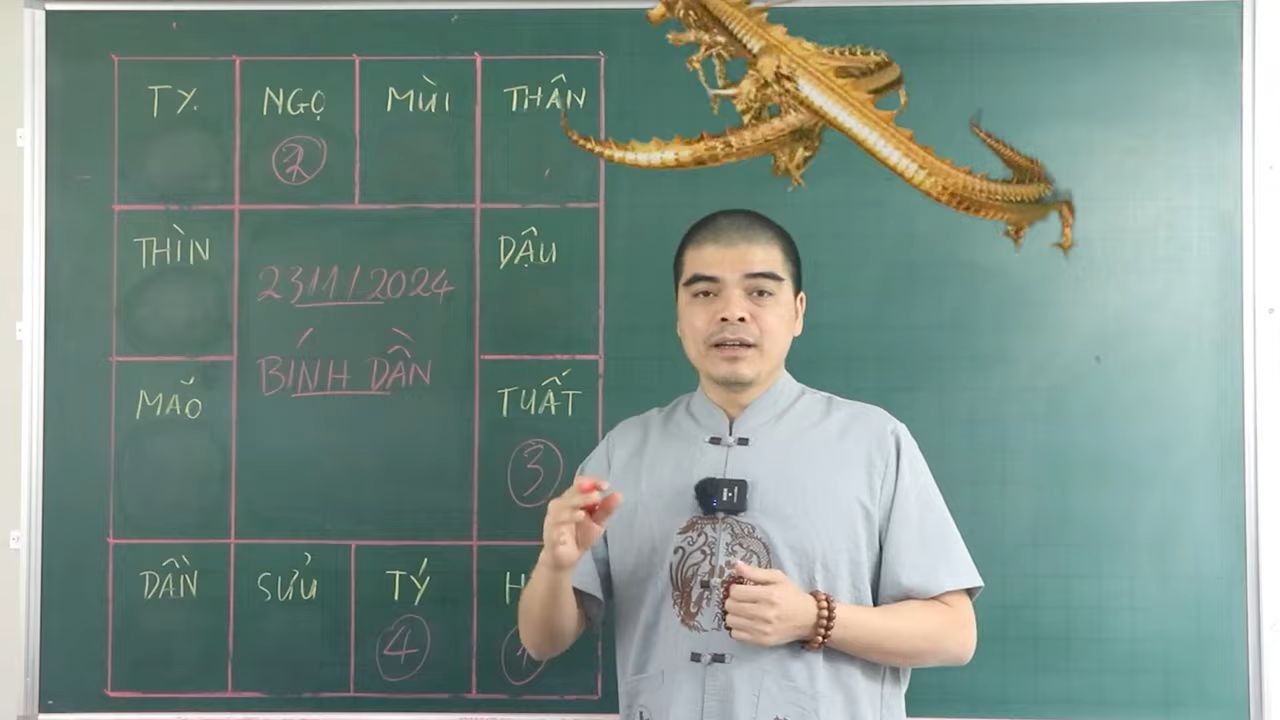 TỴ NGỌ MÙI THÂN
2
THÌN DẬU
23/11/2024
BÍNH DẦN
MÃO TUẤT
3
DẦN SỬU TÝ H
4 1